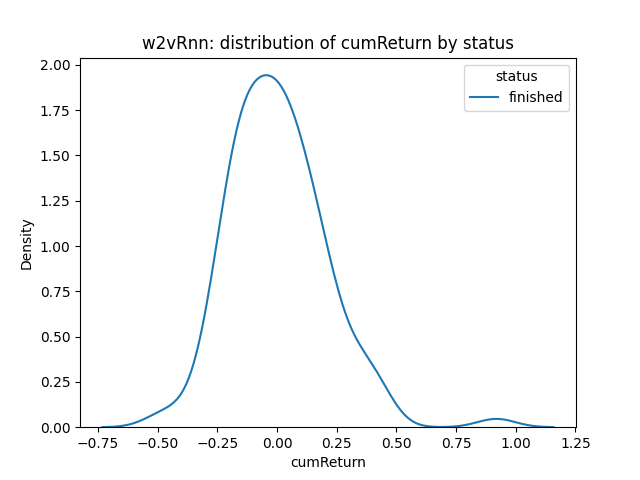 w2vRnn: distribution of cumReturn by status
status
finished
Density
2.00
1.75
1.50
1.25
1.00
0.75
0.50
0.25
0.00
−0.75 −0.50 −0.25 0.00 0.25 0.50 0.75 1.00 1.25
cumReturn